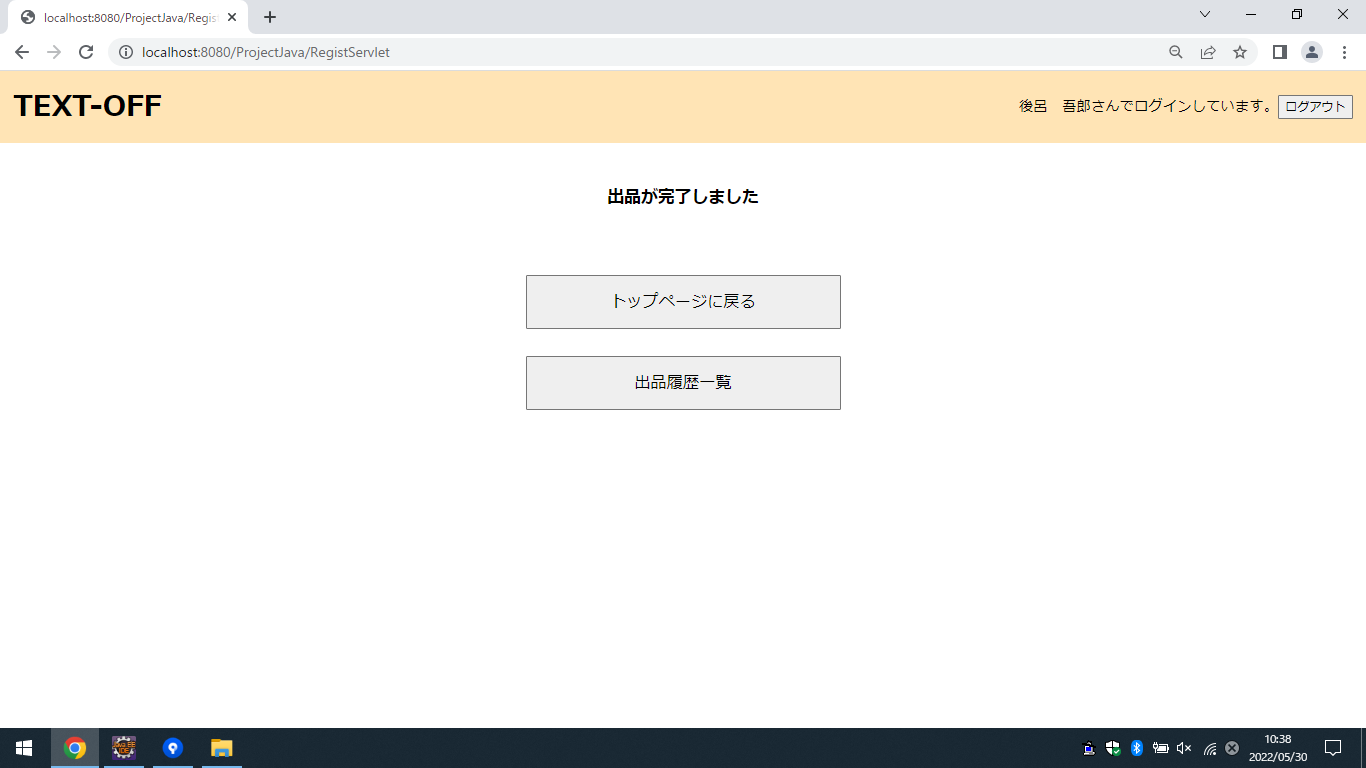 localhost:8080/ProjectJava/Regis
localhost:8080/ProjectJava/RegistServlet
TEXT-OFF
後呂　吾郎さんでログインしています。 ログアウト
出品が完了しました
トップページに戻る
出品履歴一覧
10:38
2022/05/30